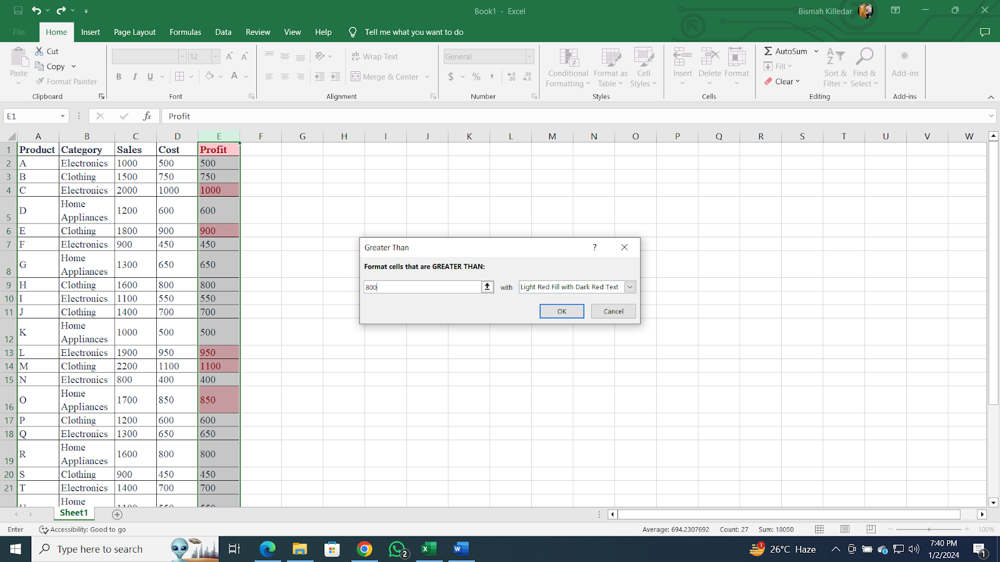 Book1 - Excel
Bismah Killedar
File Home Insert Page Layout Formulas Data Review View Help Tell me what you want to do
Paste
Cut
Copy
Format Painter
Clipboard
12 A A
B I U A
Font
ab Wrap Text
Merge & Center
Alignment
General
$ % ,
Number
Conditional Formatting
Format as Table
Cell Styles
Styles
Insert Delete Format
Cells
AutoSum
Fill
Clear
Sort & Filter
Find & Select
Editing
Add-ins
Add-ins
E1 fx Profit
A B C D E F G H I J K L M N O P Q R S T U V W
1 Product Category Sales Cost Profit
2 A Electronics 1000 500 500
3 B Clothing 1500 750 750
4 C Electronics 2000 1000 1000
5 D Home Appliances 1200 600 600
6 E Clothing 1800 900 900
7 F Electronics 900 450 450
8 G Home Appliances 1300 650 650
9 H Clothing 1600 800 800
10 I Electronics 1100 550 550
11 J Clothing 1400 700 700
12 K Home Appliances 1000 500 500
13 L Electronics 1900 950 950
14 M Clothing 2200 1100 1100
15 N Electronics 800 400 400
16 O Home Appliances 1700 850 850
17 P Clothing 1200 600 600
18 Q Electronics 1300 650 650
19 R Home Appliances 1600 800 800
20 S Clothing 900 450 450
21 T Electronics 1400 700 700
Home
Greater Than ?
Format cells that are GREATER THAN:
800 with Light Red Fill with Dark Red Text
OK Cancel
Sheet1
Enter Accessibility: Good to go Average: 694.2307692 Count: 27 Sum: 18050 100%
Type here to search
2
1
26°C Haze
7:40 PM
1/2/2024
1